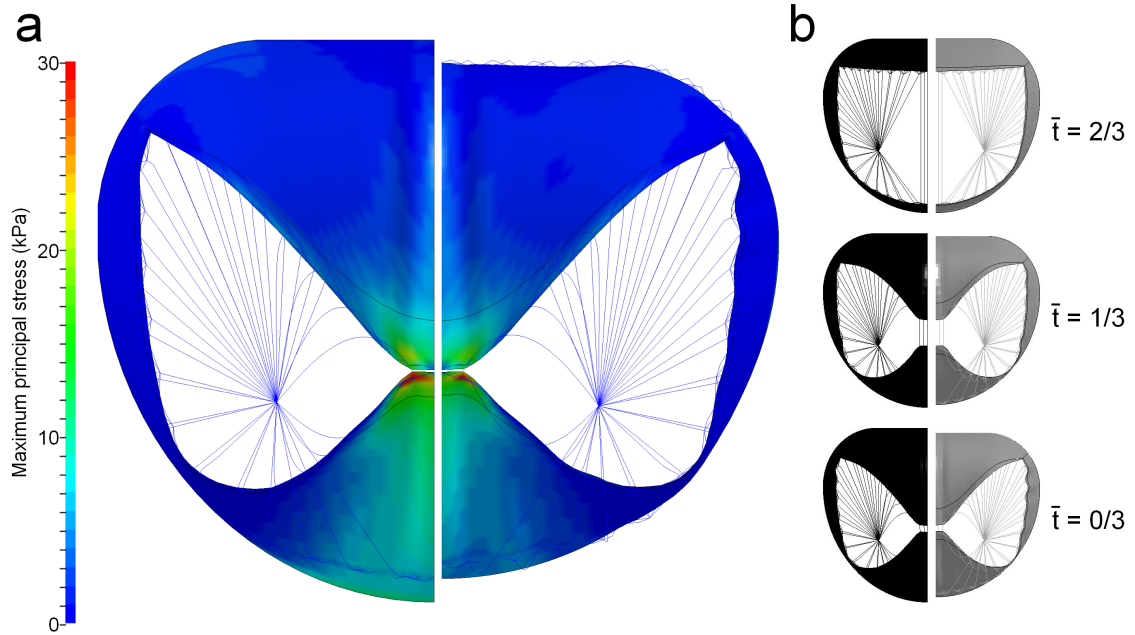 a
b
30
20
10
0
Maximum principal stress (kPa)
t̄ = 2/3
t̄ = 1/3
t̄ = 0/3